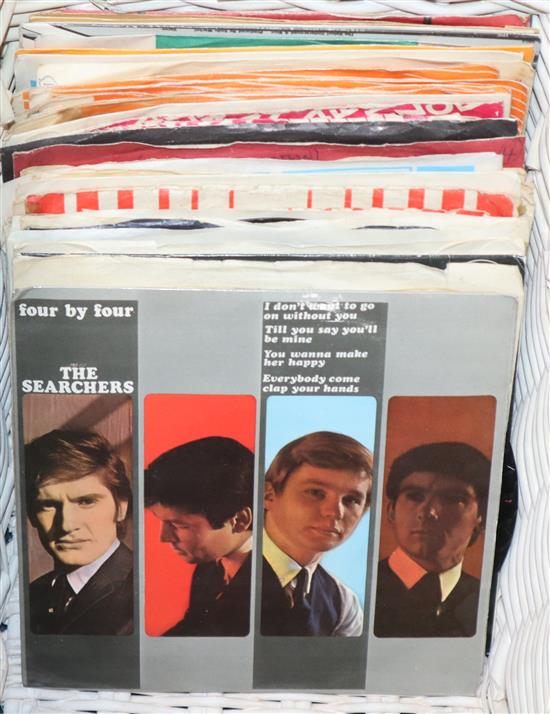 four by four
THE
SEARCHERS
I don't want to go
on without you
Till you say you'll
be mine
You wanna make
her happy
Everybody come
clap your hands